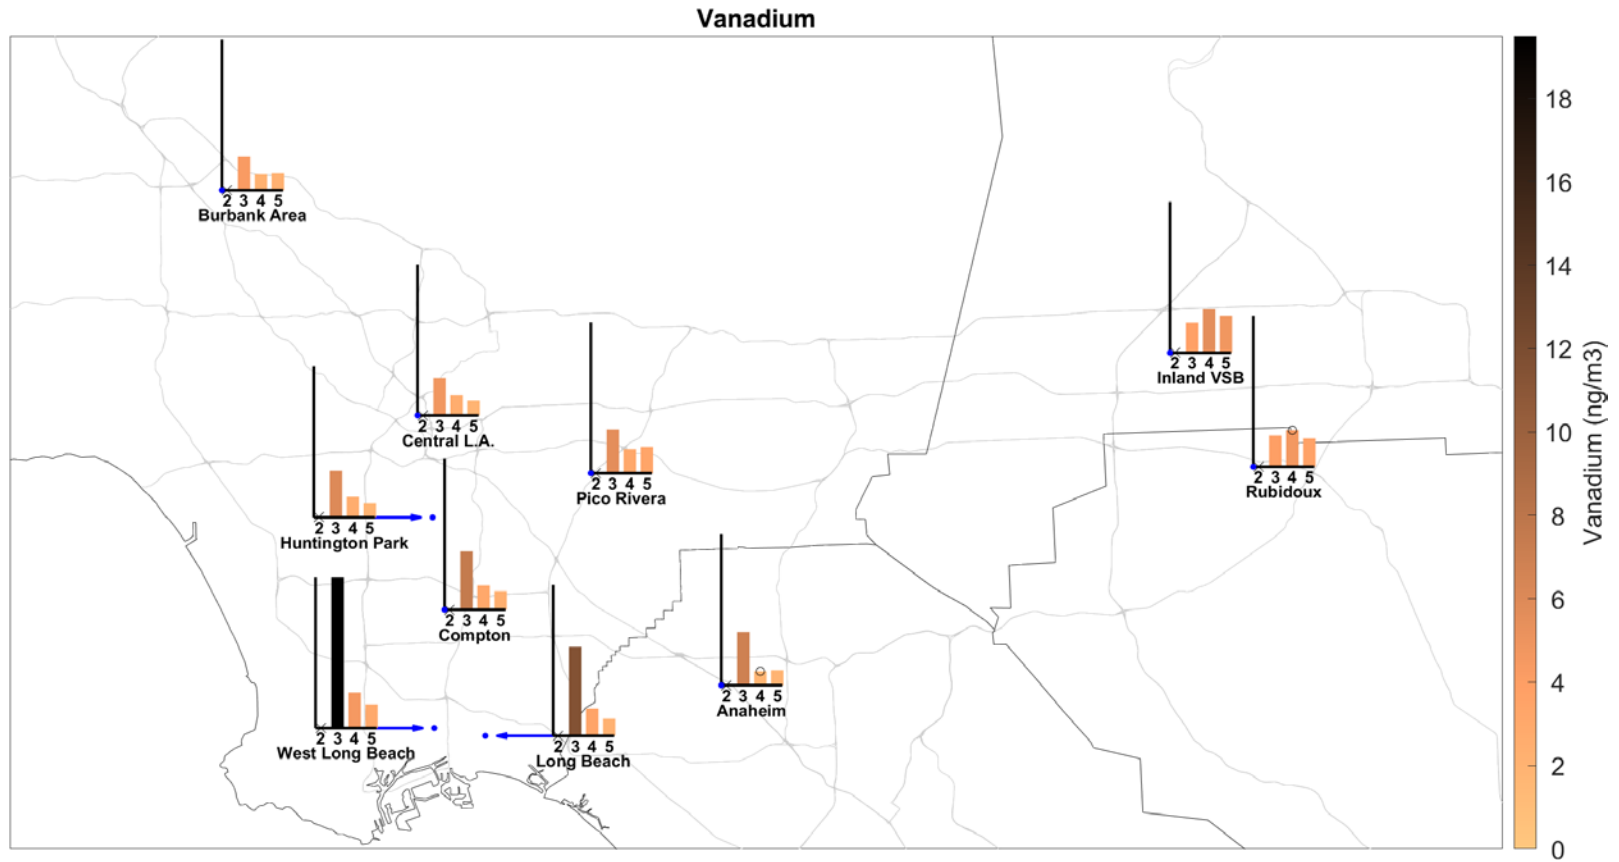 Vanadium
2 3 4 5
Burbank Area
2 3 4 5
Inland VSB
2 3 4 5
Central L.A.
2 3 4 5
Pico Rivera
2 3 4 5
Rubidoux
2 3 4 5
Huntington Park
2 3 4 5
Compton
2 3 4 5
Anaheim
2 3 4 5
West Long Beach
2 3 4 5
Long Beach
18
16
14
12
10
8
6
4
2
0
Vanadium (ng/m3)